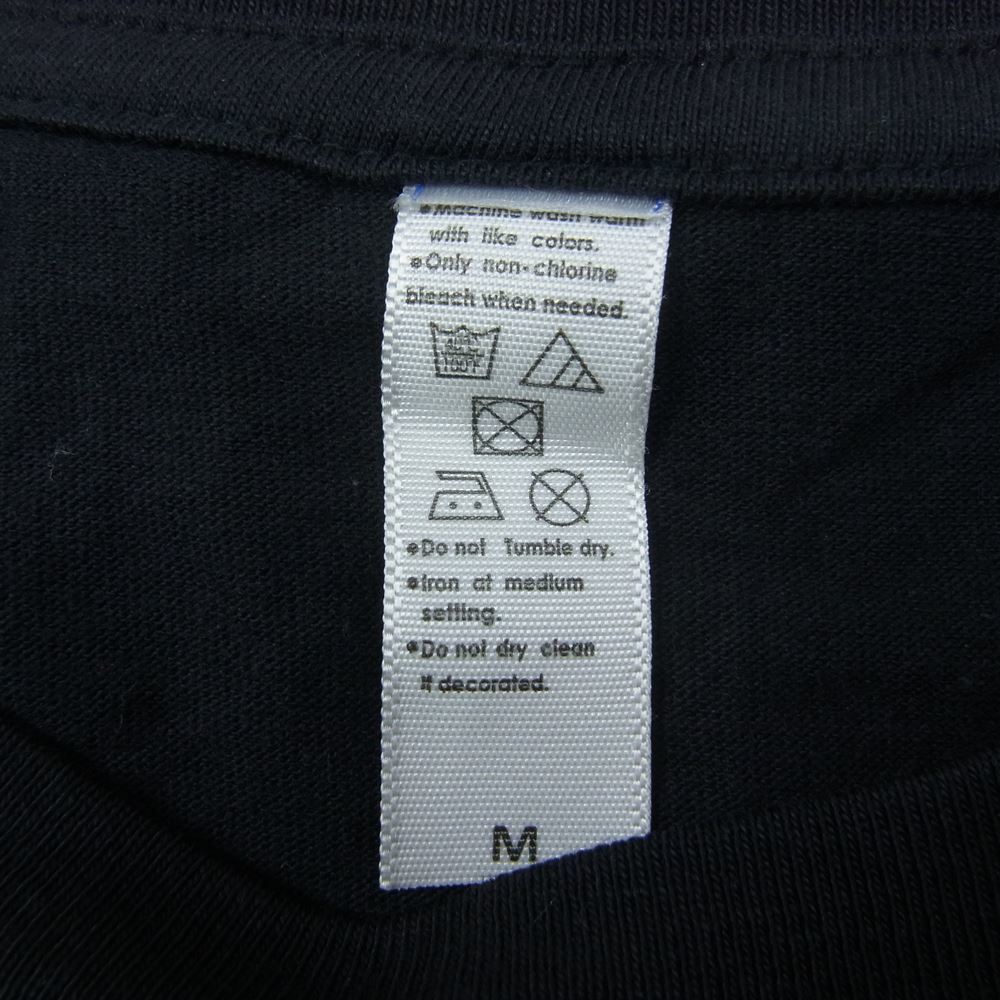 •Machine wash warm
with like colors.
•Only non-chlorine
bleach when needed.
•Do not Tumble dry.
•Iron at medium
setting.
•Do not dry clean
if decorated.
M